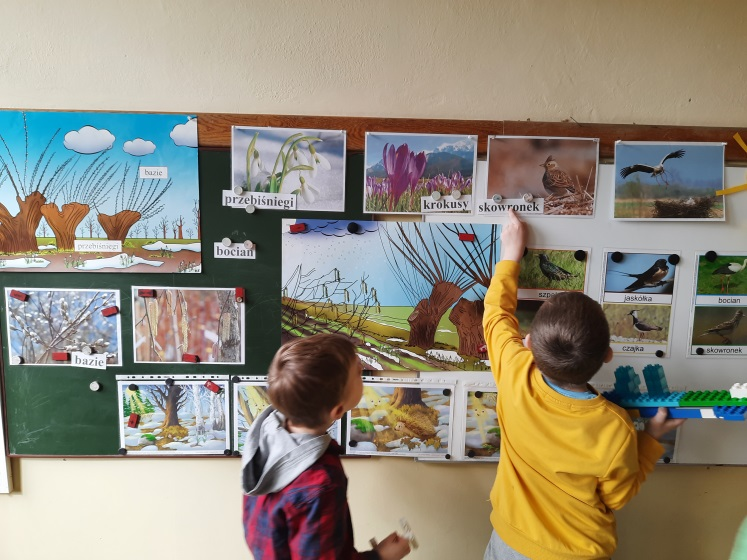 bazie
przebiśniegi
przebiśniegi
krokusy
skowronek
bocian
bazie
jaskółka
bocian
czajka
skowronek